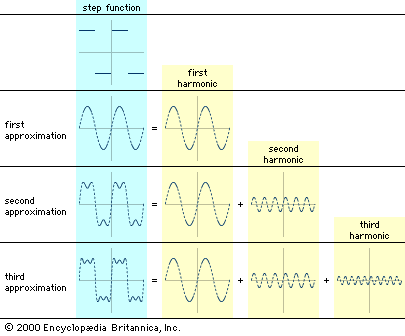 step function
first
harmonic
first
approximation
=
second
harmonic
second
approximation
=
+
third
harmonic
third
approximation
=
+
+
© 2000 Encyclopædia Britannica, Inc.